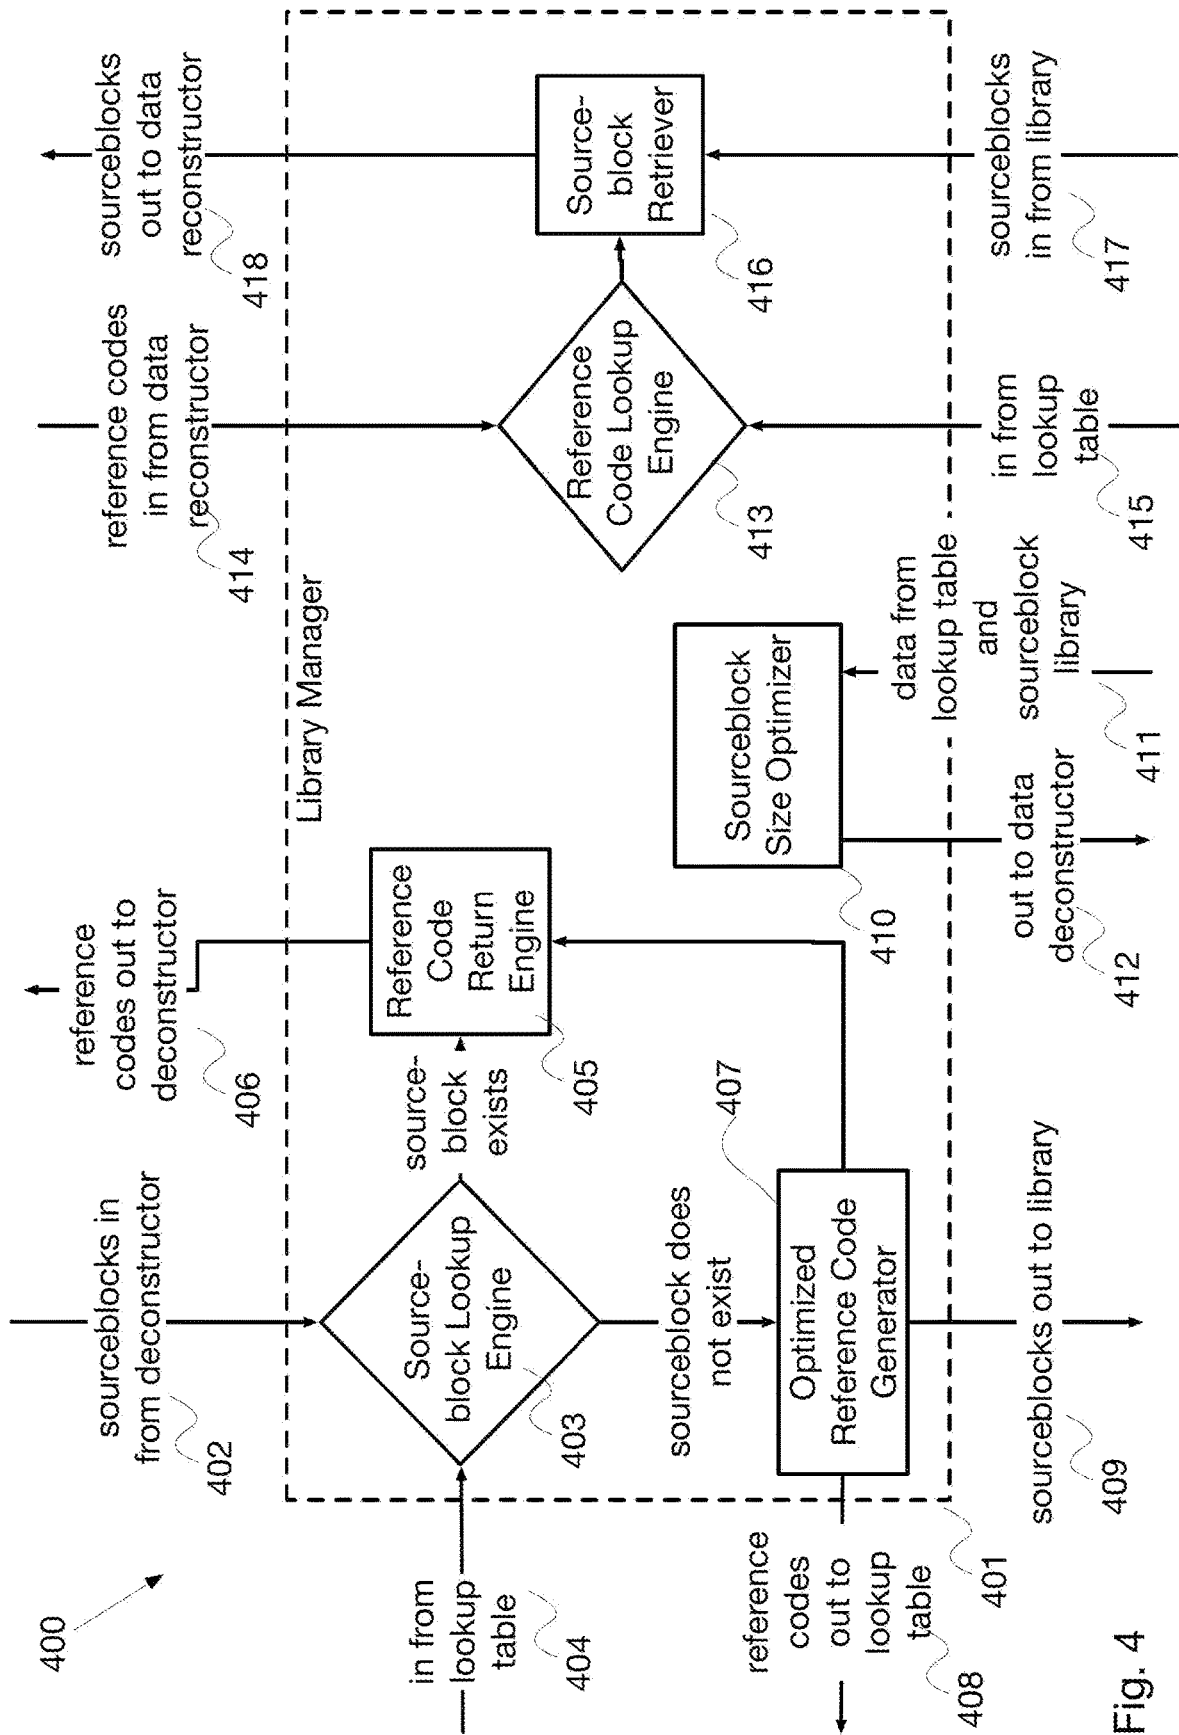 400
sourceblocks in
from deconstructor
402
reference
codes out to
deconstructor
406
reference codes
in from data
reconstructor
414
sourceblocks
out to data
reconstructor
418
Library Manager
in from
lookup
table
404
Source-
block Lookup
Engine
403
source-
block
exists
Reference
Code
Return
Engine
405
Reference
Code Lookup
Engine
413
Source-
block
Retriever
416
sourceblock does
not exist
407
Optimized
Reference Code
Generator
Sourceblock
Size Optimizer
410
reference
codes
out to
lookup
table
408
401
sourceblocks out to library
409
out to data
deconstructor
412
data from
lookup table
and
sourceblock
library
411
in from
lookup
table
415
sourceblocks
in from library
417
Fig. 4